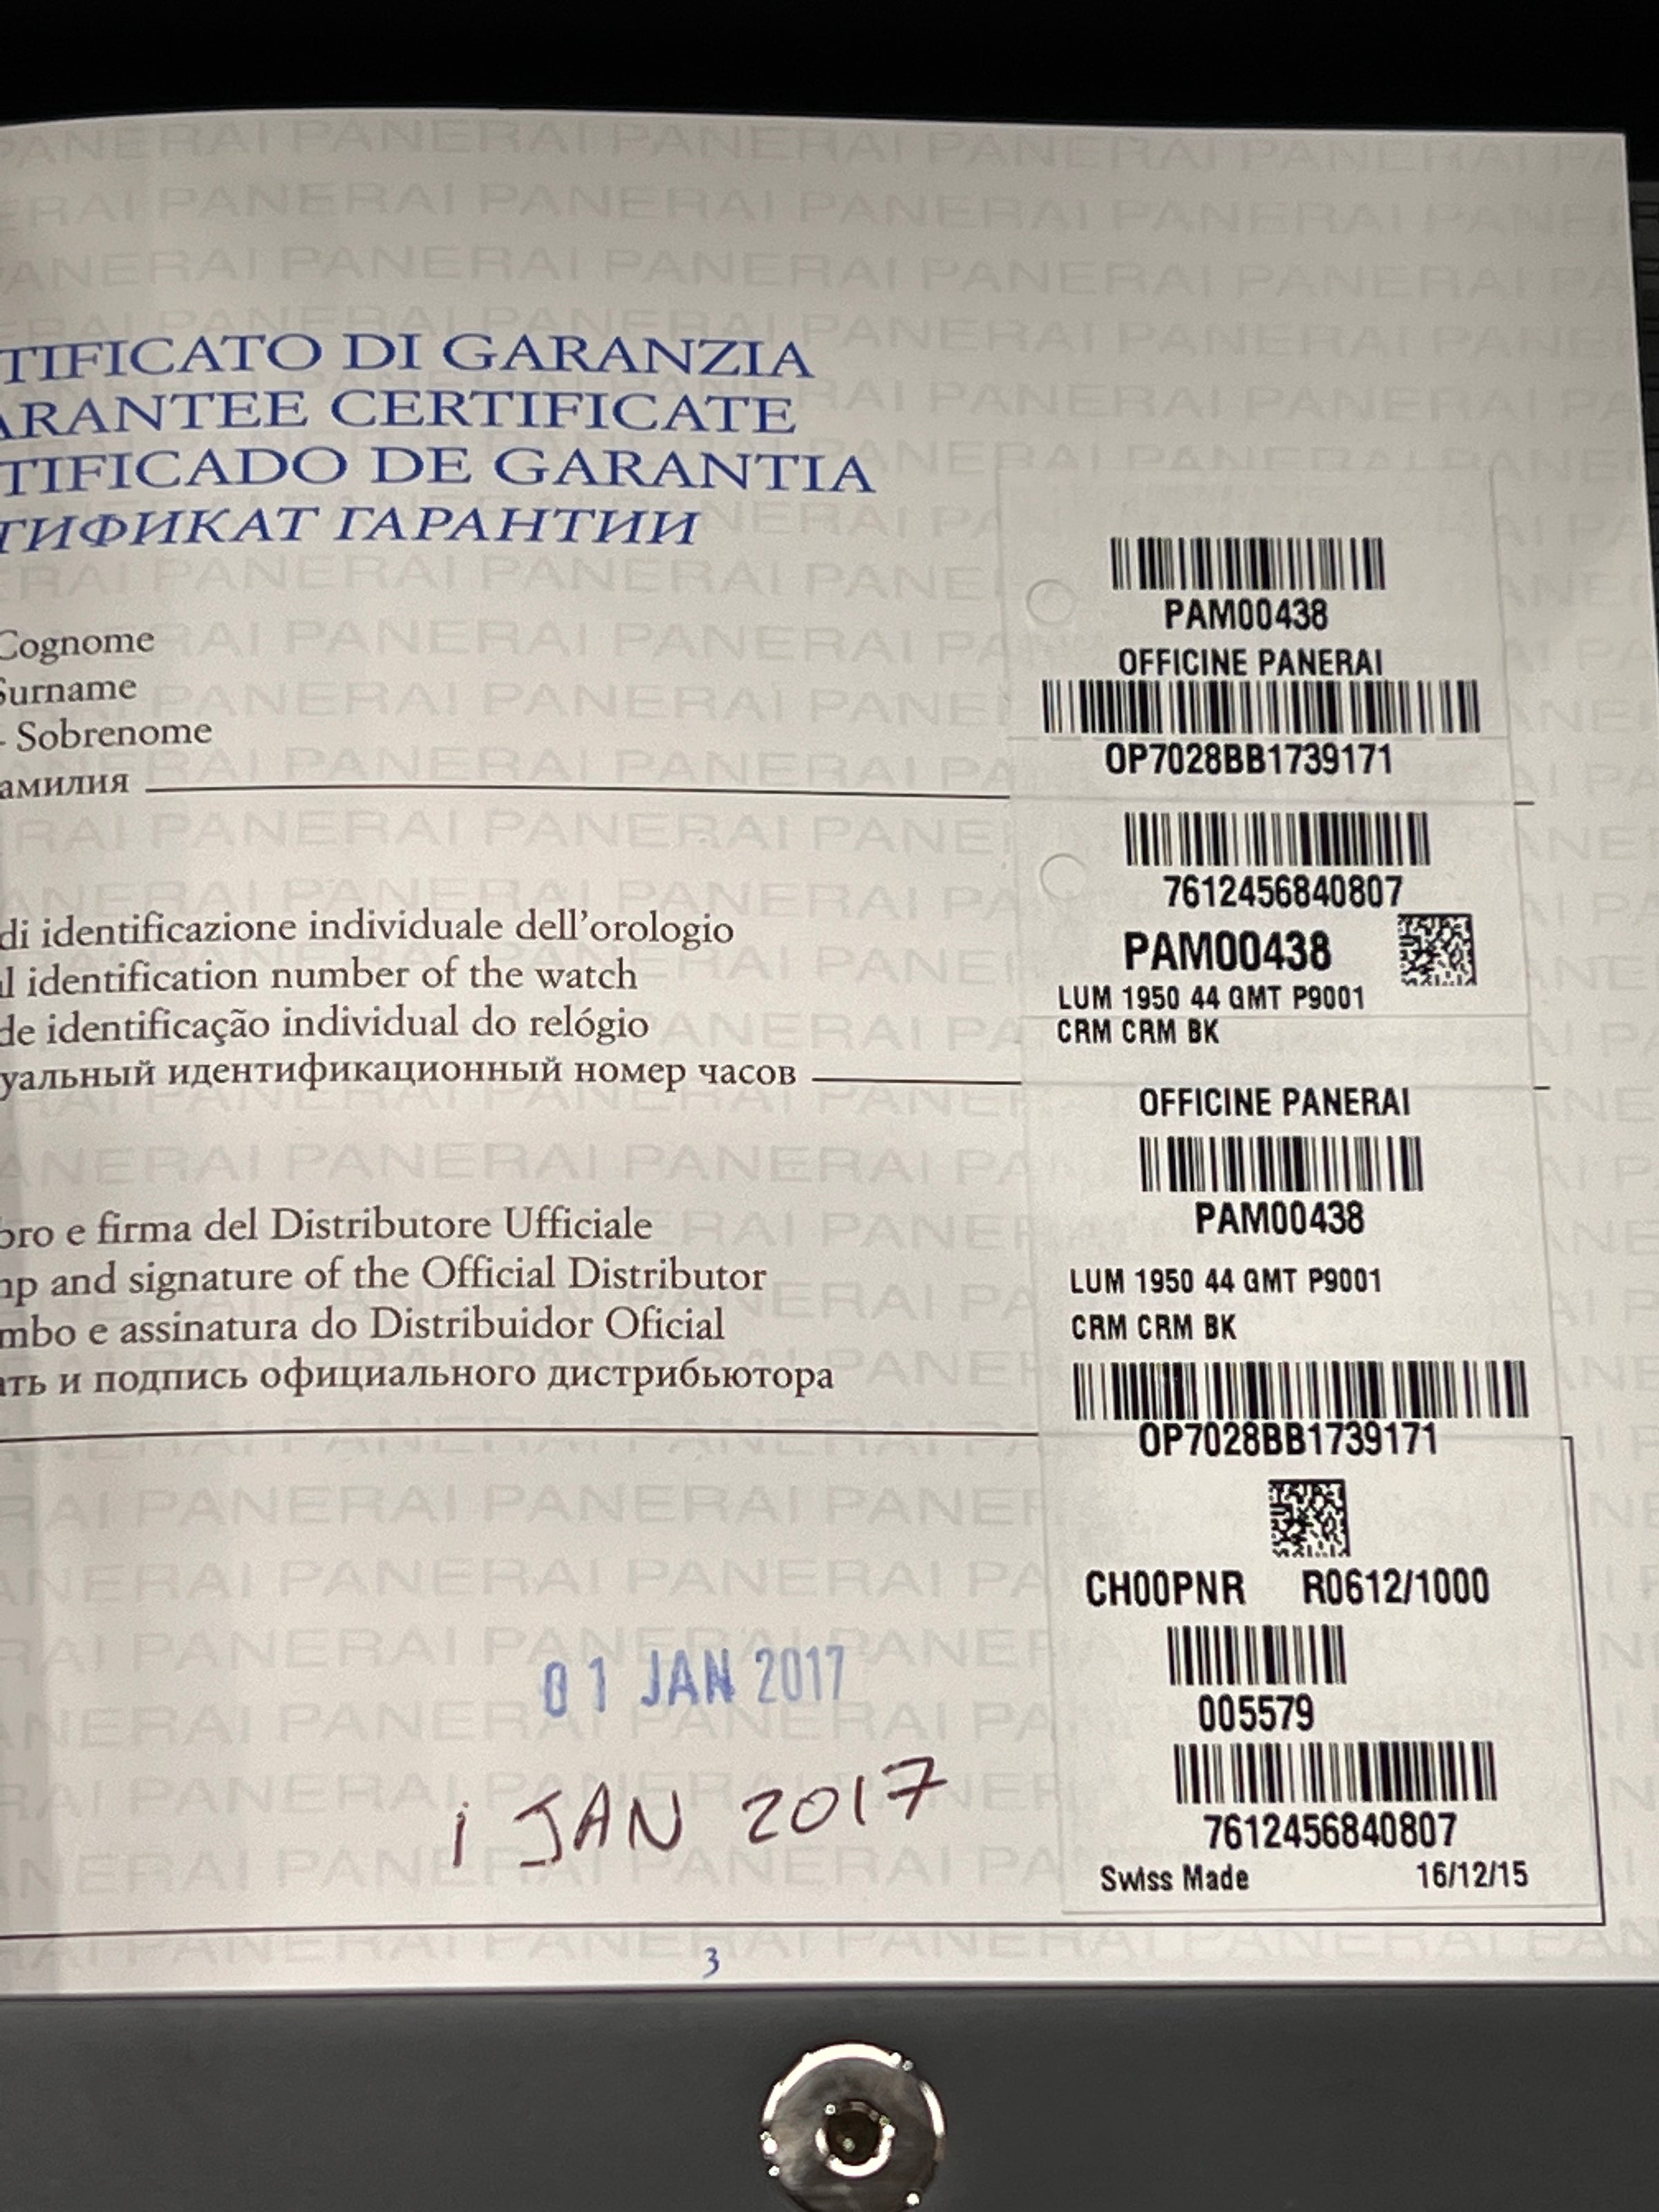 TIFICATO DI GARANZIA
ARANTEE CERTIFICATE
TIFICADO DE GARANTIA
ТИФИКАТ ГАРАНТИИ
Cognome
Surname
- Sobrenome
амилия
di identificazione individuale dell'orologio
l identification number of the watch
de identificação individual do relógio
уальный идентификационный номер часов
bro e firma del Distributore Ufficiale
mp and signature of the Official Distributor
mbo e assinatura do Distribuidor Oficial
ать и подпись официального дистрибьютора
01 JAN 2017
1 JAN 2017
PAM00438
OFFICINE PANERAI
OP7028BB1739171
7612456840807
PAM00438
LUM 1950 44 GMT P9001
CRM CRM BK
OFFICINE PANERAI
PAM00438
LUM 1950 44 GMT P9001
CRM CRM BK
OP7028BB1739171
CH00PNR R0612/1000
005579
7612456840807
Swiss Made 16/12/15
3